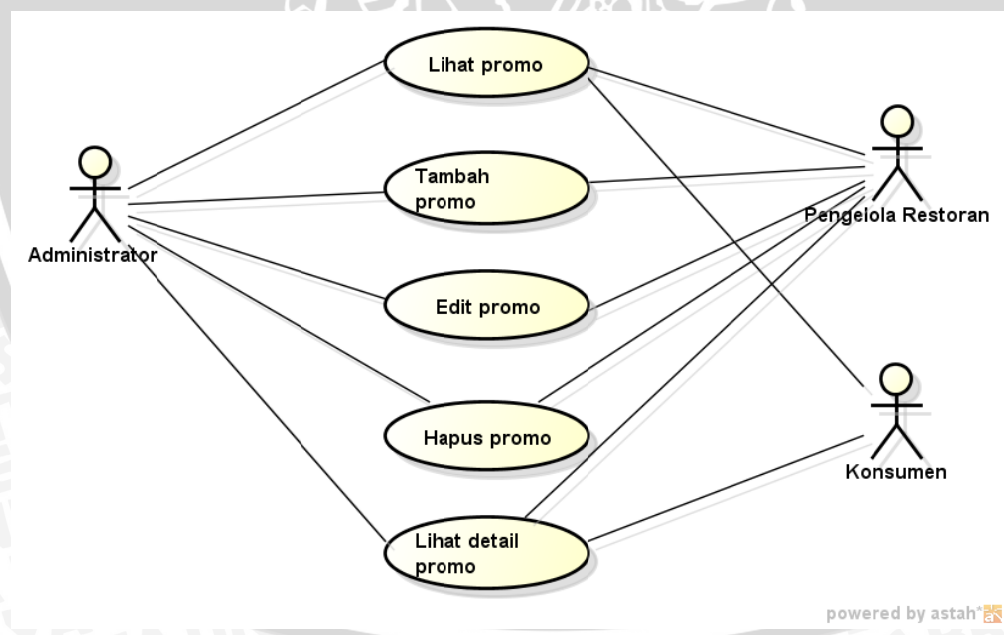 Lihat promo
Tambah
promo
Edit promo
Hapus promo
Lihat detail
promo
Administrator
Pengelola Restoran
Konsumen
powered by astah*